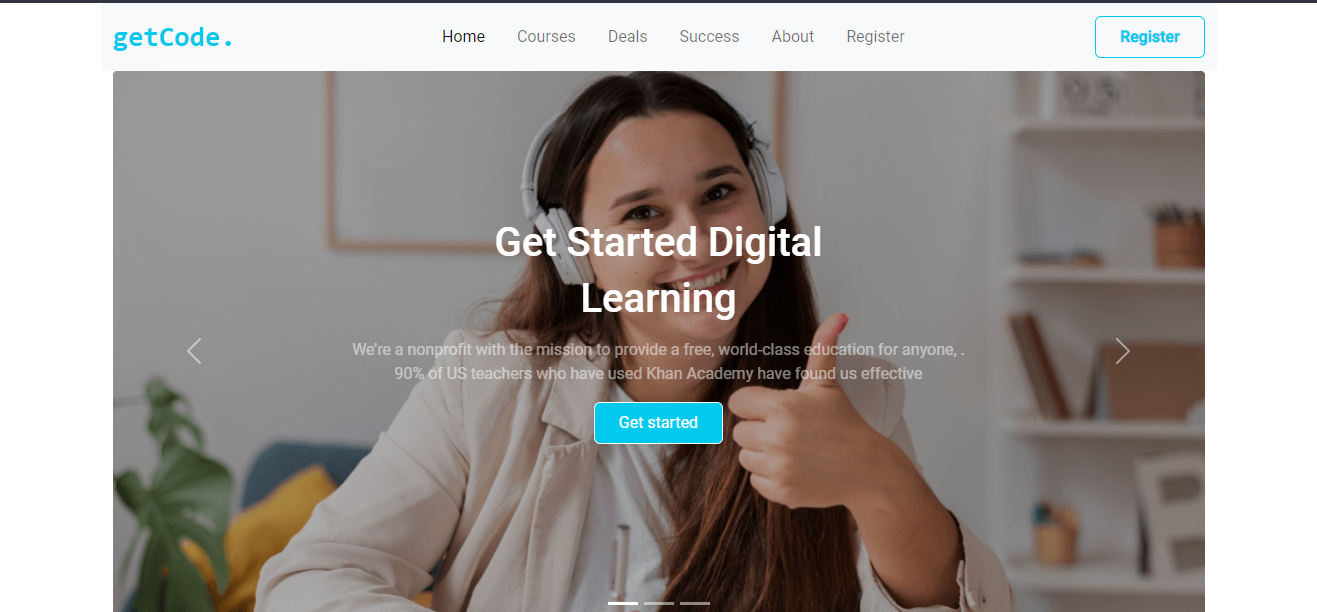 getCode.
Home Courses Deals Success About Register
Register
Get Started Digital
Learning
We're a nonprofit with the mission to provide a free, world-class education for anyone, .
90% of US teachers who have used Khan Academy have found us effective
Get started